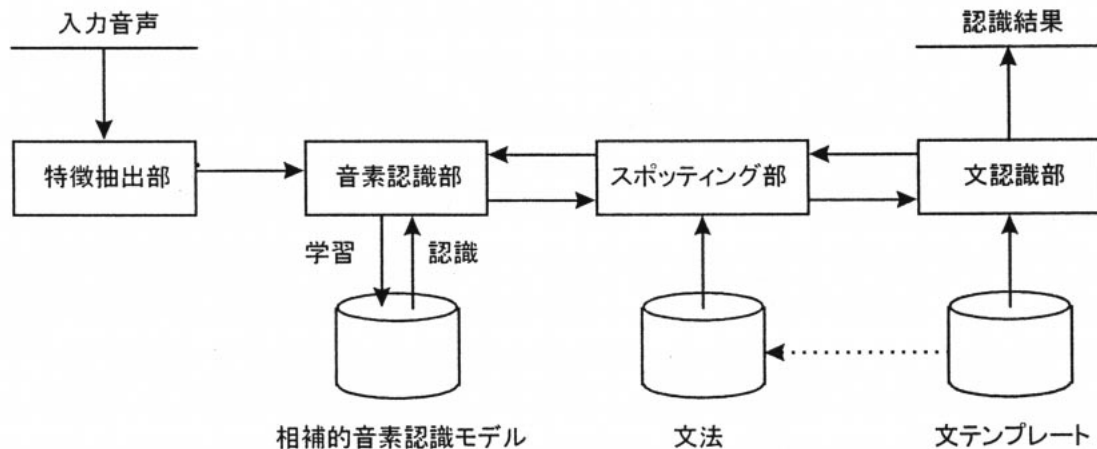 入力音声
認識結果
特徴抽出部
音素認識部
スポッティング部
文認識部
学習
認識
相補的音素認識モデル
文法
文テンプレート